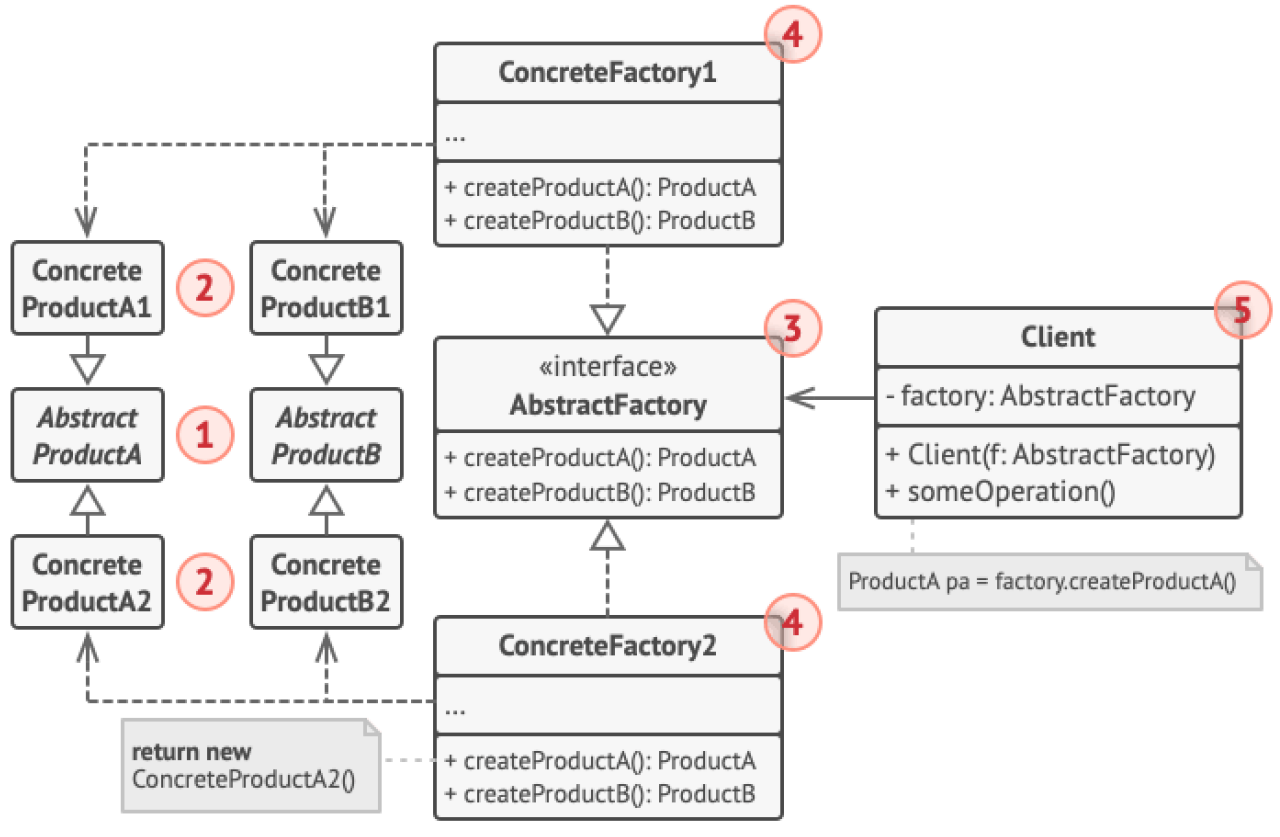 4
ConcreteFactory1
...
+ createProductA(): ProductA
+ createProductB(): ProductB
Concrete
ProductA1
2
Concrete
ProductB1
Abstract
ProductA
1
Abstract
ProductB
Concrete
ProductA2
2
Concrete
ProductB2
3
«interface»
AbstractFactory
+ createProductA(): ProductA
+ createProductB(): ProductB
5
Client
- factory: AbstractFactory
+ Client(f: AbstractFactory)
+ someOperation()
ProductA pa = factory.createProductA()
4
ConcreteFactory2
...
+ createProductA(): ProductA
+ createProductB(): ProductB
return new
ConcreteProductA2()